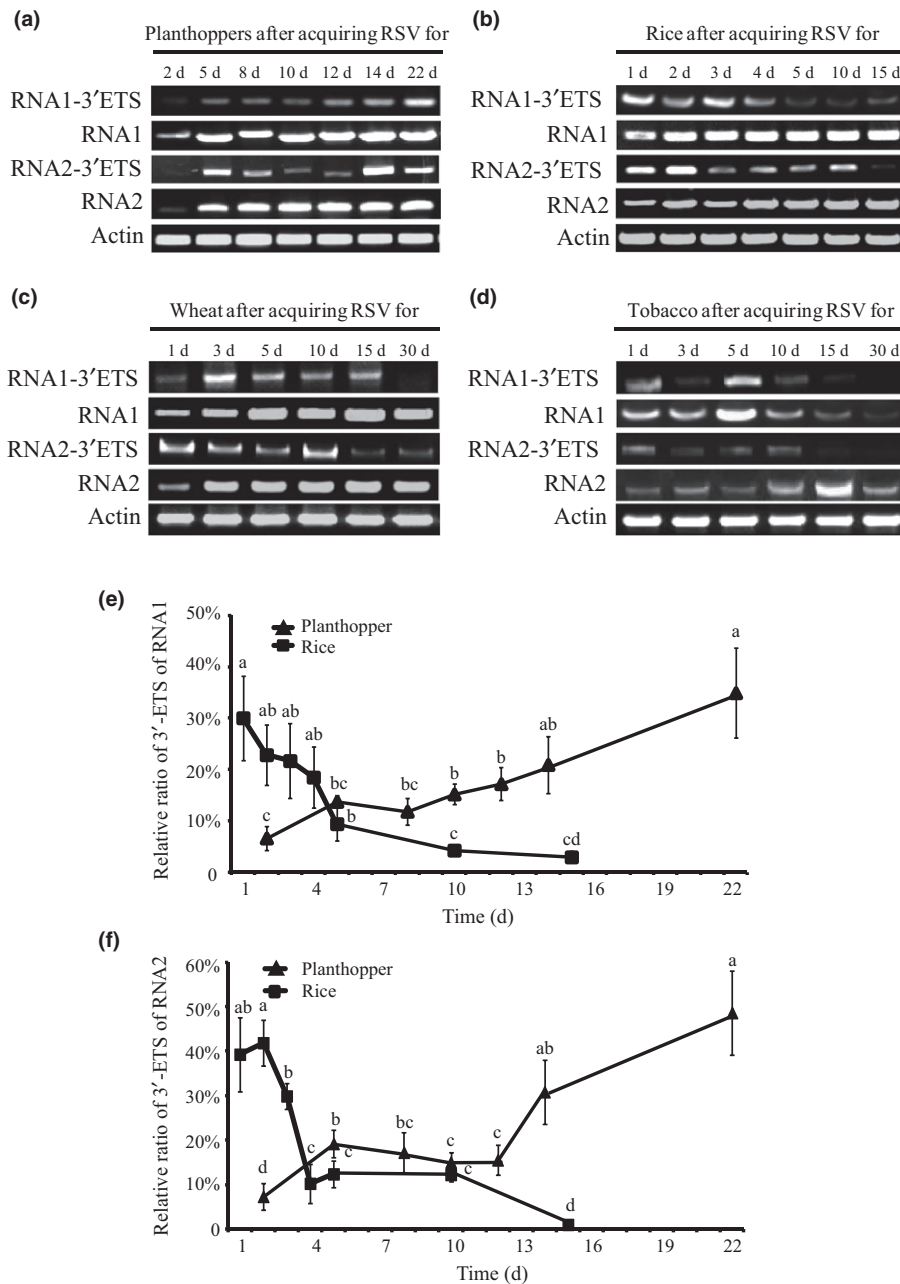 (a)
Planthoppers after acquiring RSV for
2 d 5 d 8 d 10 d 12 d 14 d 22 d
RNA1-3′ETS
RNA1
RNA2-3′ETS
RNA2
Actin
(b)
Rice after acquiring RSV for
1 d 2 d 3 d 4 d 5 d 10 d 15 d
RNA1-3′ETS
RNA1
RNA2-3′ETS
RNA2
Actin
(c)
Wheat after acquiring RSV for
1 d 3 d 5 d 10 d 15 d 30 d
RNA1-3′ETS
RNA1
RNA2-3′ETS
RNA2
Actin
(d)
Tobacco after acquiring RSV for
1 d 3 d 5 d 10 d 15 d 30 d
RNA1-3′ETS
RNA1
RNA2-3′ETS
RNA2
Actin
(e)
Relative ratio of 3′-ETS of RNA1
50%
40%
30%
20%
10%
0
Planthopper
Rice
a ab ab ab b c cd
c bc bc b b ab a
1 4 7 10 13 16 19 22
Time (d)
(f)
Relative ratio of 3′-ETS of RNA2
60%
50%
40%
30%
20%
10%
0
Planthopper
Rice
ab a b c c c d
d b bc c c ab a
1 4 7 10 13 16 19 22
Time (d)